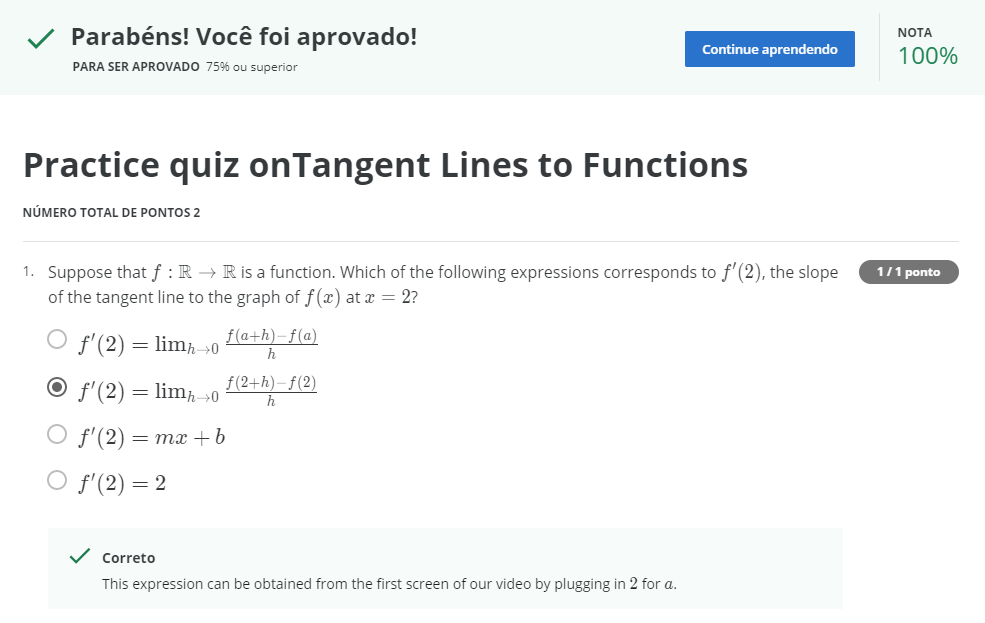 Parabéns! Você foi aprovado!
PARA SER APROVADO 75% ou superior
Continue aprendendo
NOTA
100%
Practice quiz onTangent Lines to Functions
NÚMERO TOTAL DE PONTOS 2
1. Suppose that f : ℝ → ℝ is a function. Which of the following expressions corresponds to f′(2), the slope
of the tangent line to the graph of f(x) at x = 2?
1 / 1 ponto
f′(2) = lim_{h→0} \frac{f(a+h)−f(a)}{h}
f′(2) = lim_{h→0} \frac{f(2+h)−f(2)}{h}
f′(2) = mx + b
f′(2) = 2
Correto
This expression can be obtained from the first screen of our video by plugging in 2 for a.